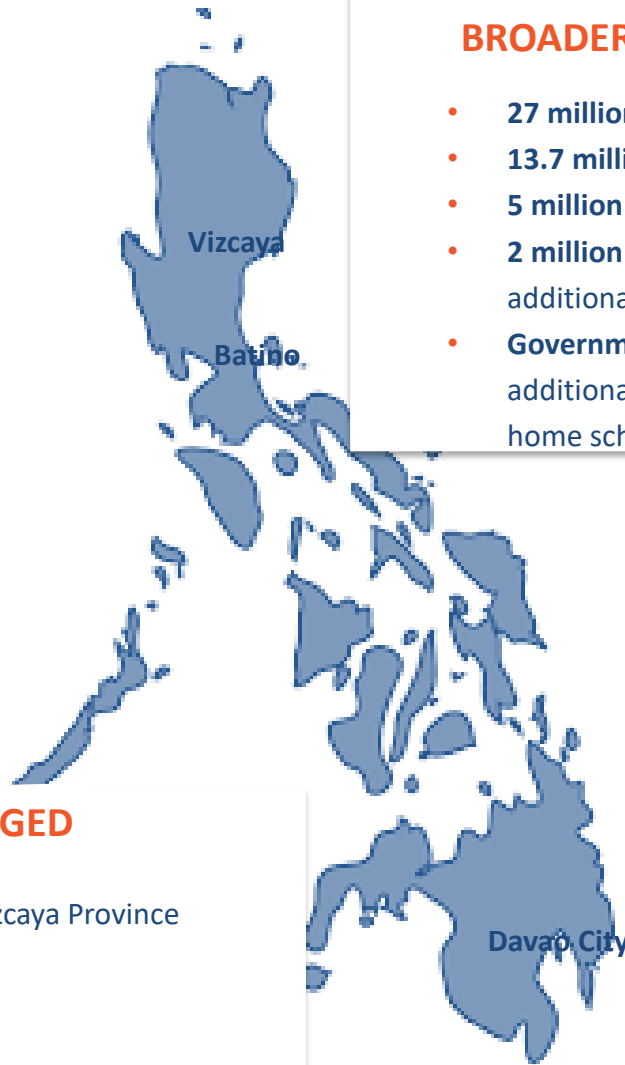 BROADER
• 27 million
• 13.7 milli
• 5 million
• 2 million
additiona
• Governm
additiona
home sch
Vizcaya
Batino
GED
zcaya Province
Davao City